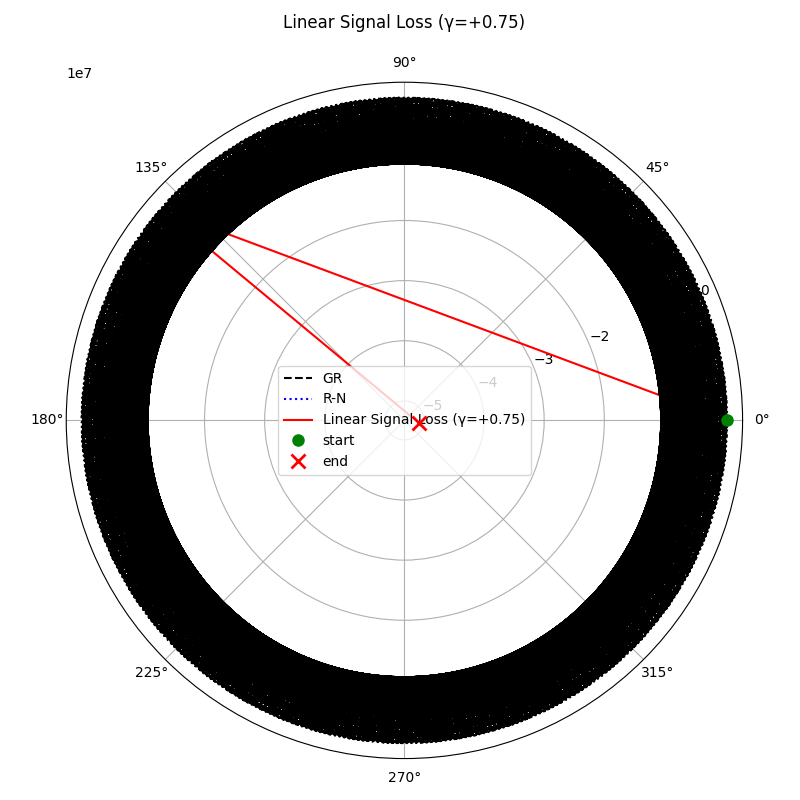 Linear Signal Loss (γ=+0.75)
1e7
90°
135°
45°
0
−2
−3
−4
−5
180°
0°
GR
R-N
Linear Signal Loss (γ=+0.75)
start
end
225°
315°
270°